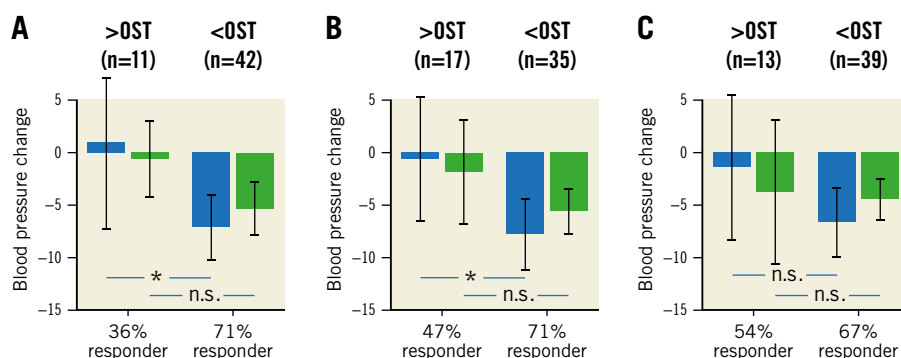 A
>OST
(n=11)
<OST
(n=42)
Blood pressure change
5
0
–5
–10
–15
*
n.s.
36%
responder
71%
responder
B
>OST
(n=17)
<OST
(n=35)
Blood pressure change
5
0
–5
–10
–15
*
n.s.
47%
responder
71%
responder
C
>OST
(n=13)
<OST
(n=39)
Blood pressure change
5
0
–5
–10
–15
n.s.
n.s.
54%
responder
67%
responder